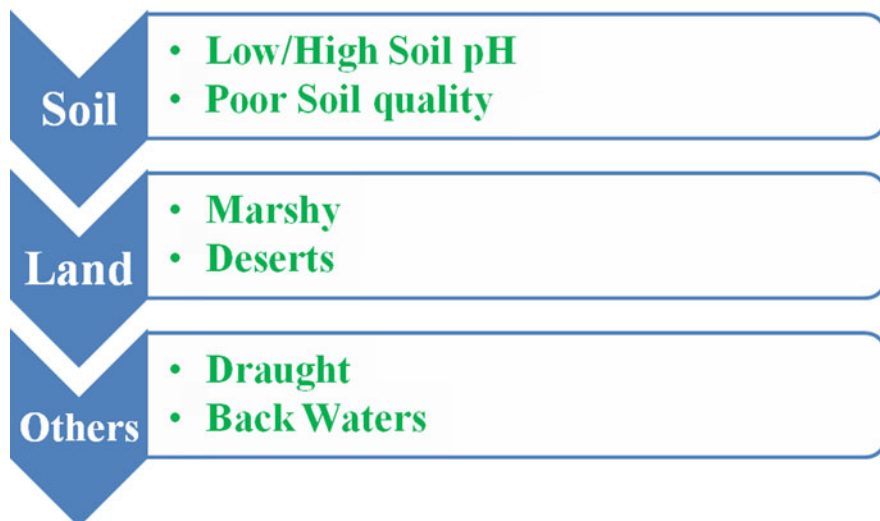 Soil
• Low/High Soil pH
• Poor Soil quality
Land
• Marshy
• Deserts
Others
• Draught
• Back Waters